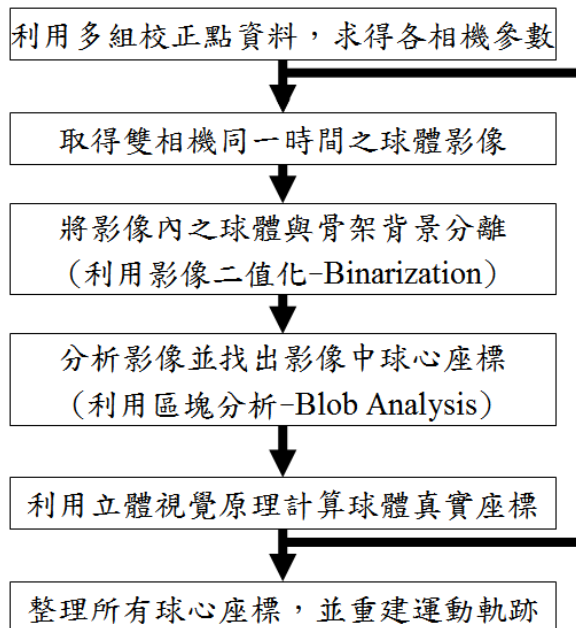 利用多組校正點資料，求得各相機參數
取得雙相機同一時間之球體影像
將影像內之球體與骨架背景分離
（利用影像二值化-Binarization）
分析影像並找出影像中球心座標
（利用區塊分析-Blob Analysis）
利用立體視覺原理計算球體真實座標
整理所有球心座標，並重建運動軌跡